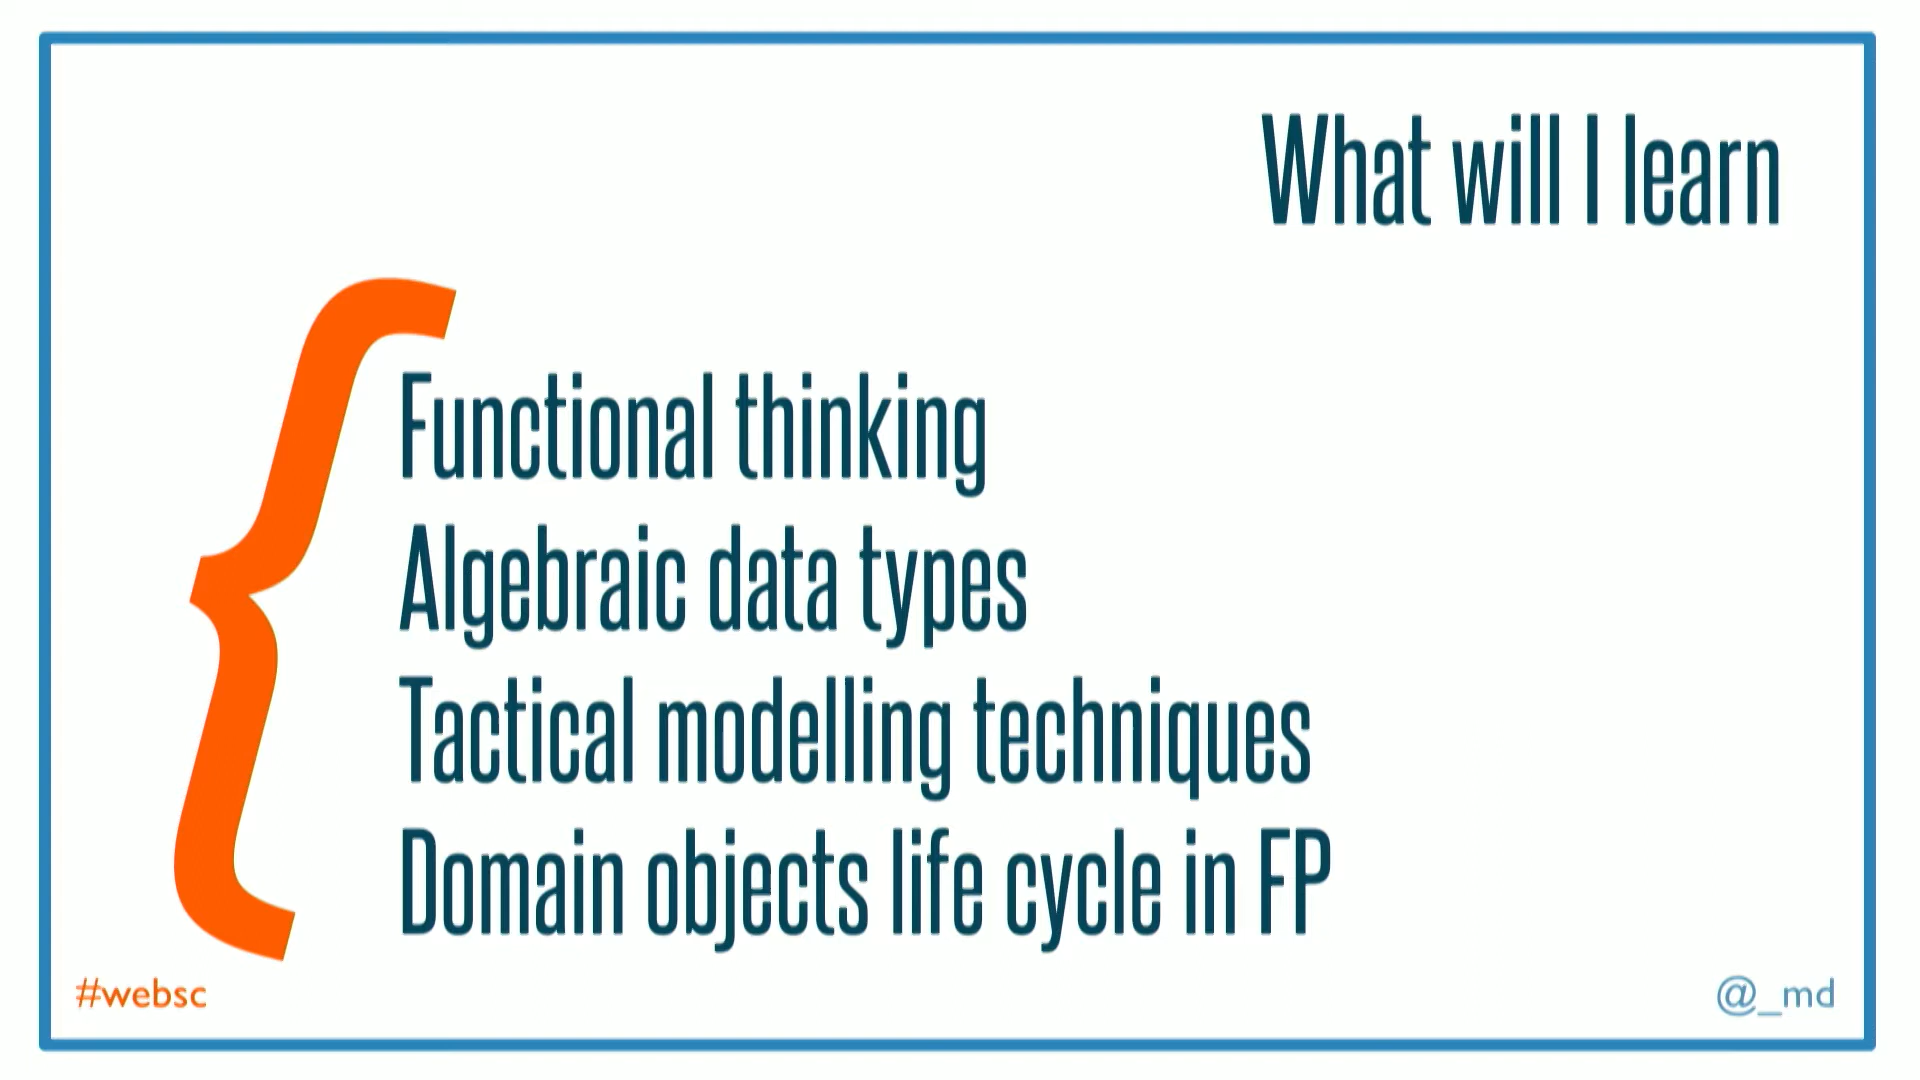 What will I learn
{
Functional thinking
Algebraic data types
Tactical modelling techniques
Domain objects life cycle in FP
#websc
@_md